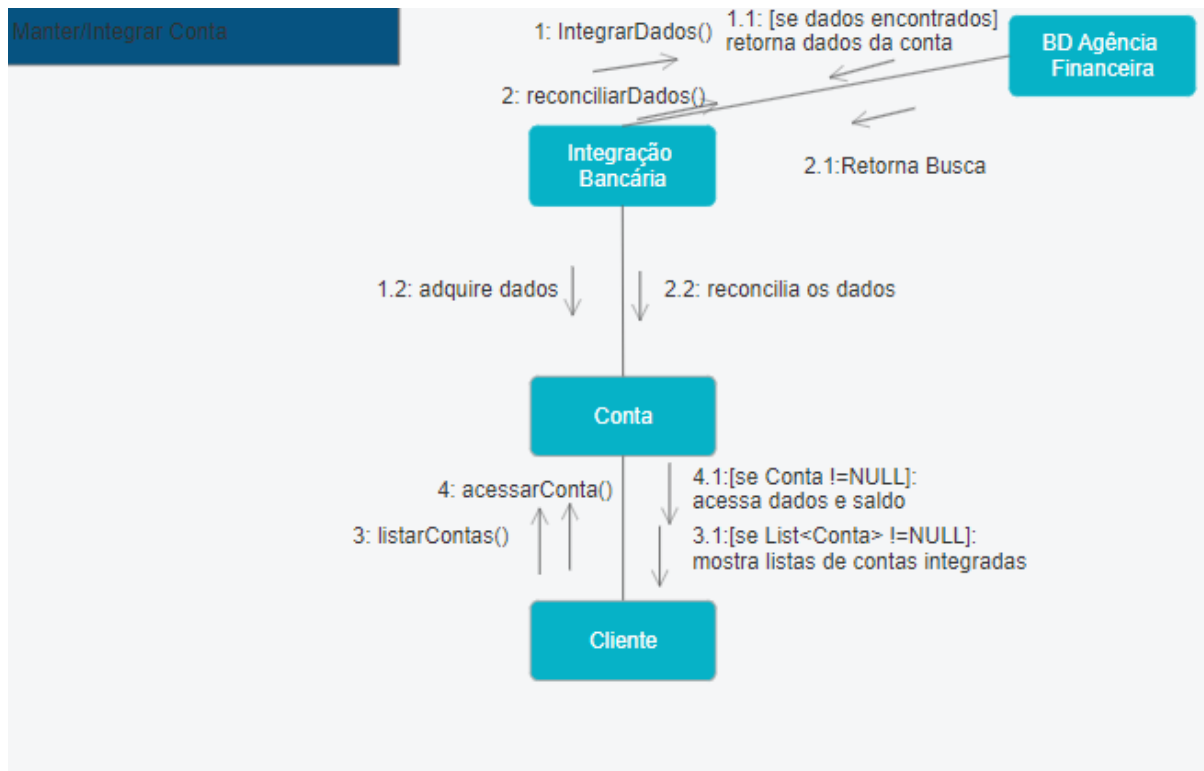 Manter/Integrar Conta
1: IntegrarDados()
1.1: [se dados encontrados]
retorna dados da conta
BD Agência
Financeira
2: reconciliarDados()
Integração
Bancária
2.1:Retorna Busca
1.2: adquire dados
2.2: reconcilia os dados
Conta
4: acessarConta()
4.1:[se Conta !=NULL]:
acessa dados e saldo
3: listarContas()
3.1:[se List<Conta> !=NULL]:
mostra listas de contas integradas
Cliente